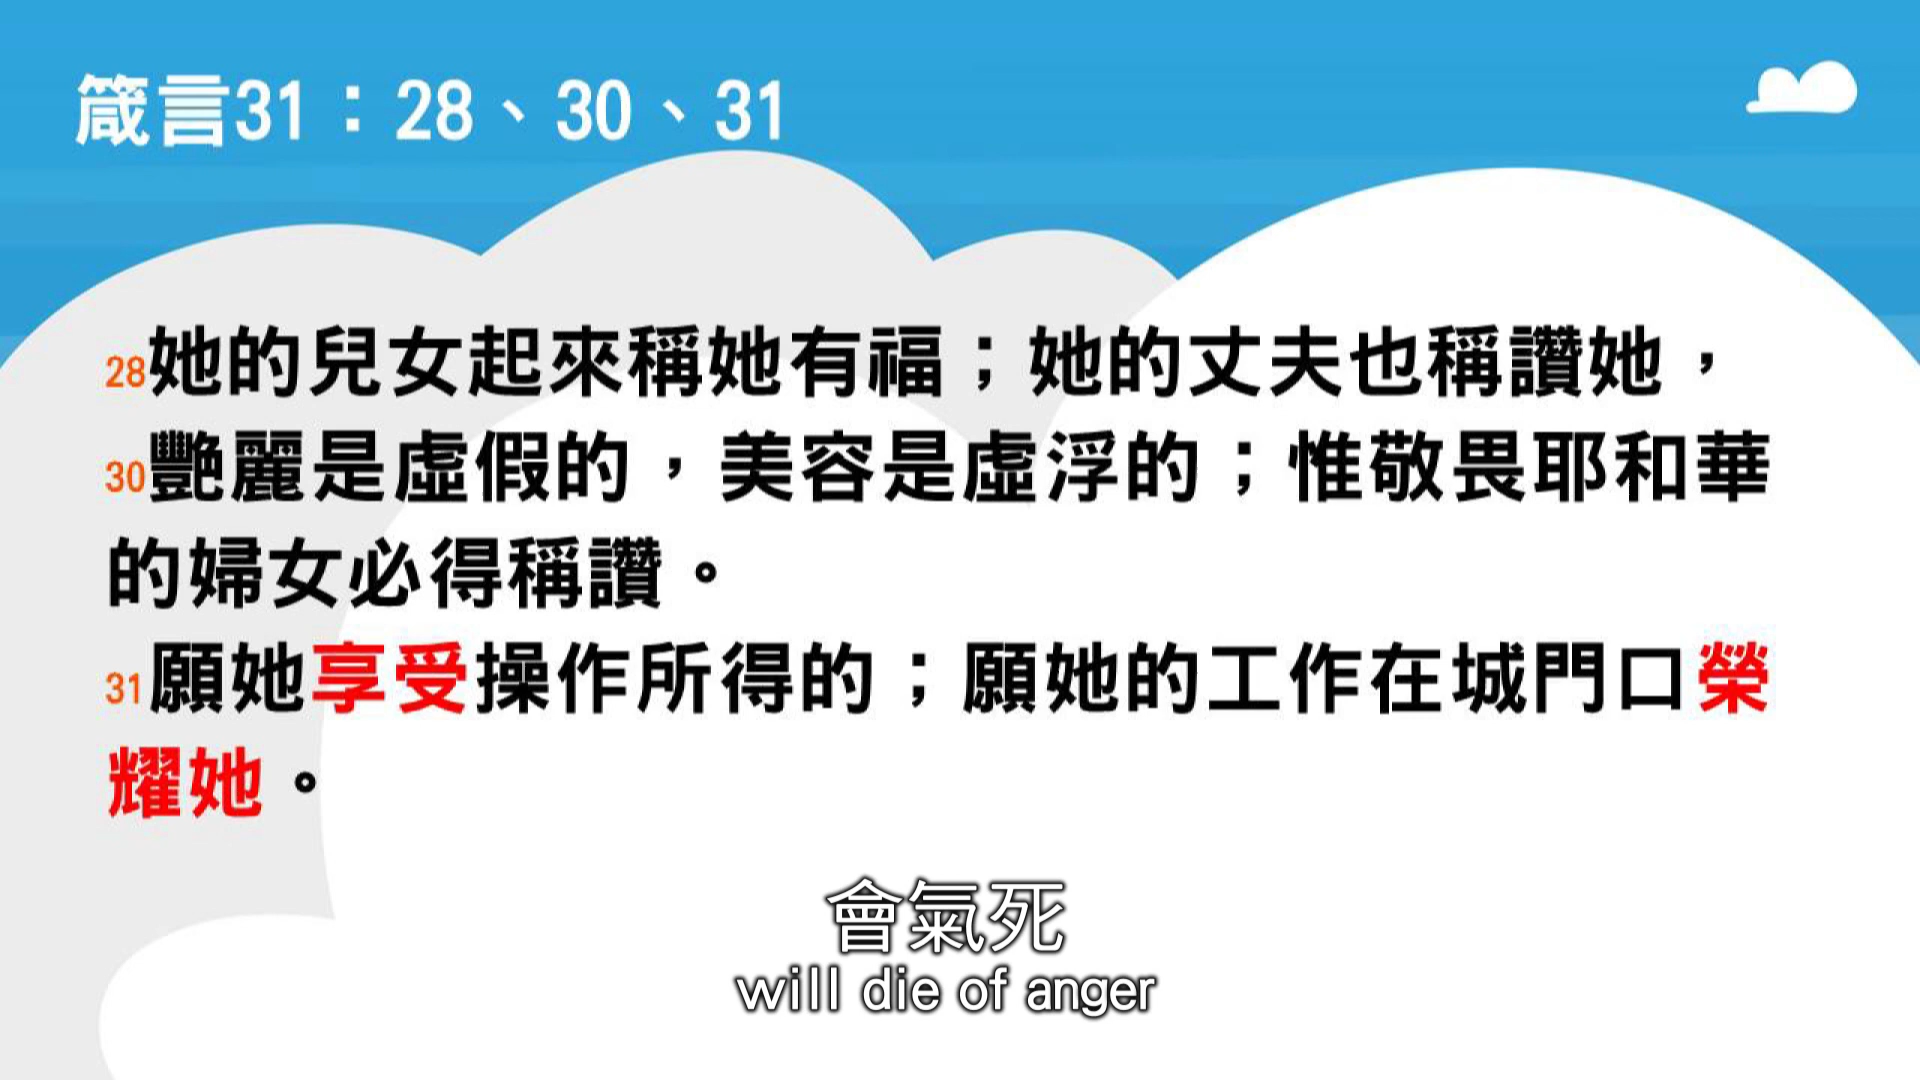 箴言31：28、30、31
28她的兒女起來稱她有福；她的丈夫也稱讚她，
30艷麗是虛假的，美容是虛浮的；惟敬畏耶和華
的婦女必得稱讚。
31願她享受操作所得的；願她的工作在城門口榮
耀她。
會氣死
will die of anger